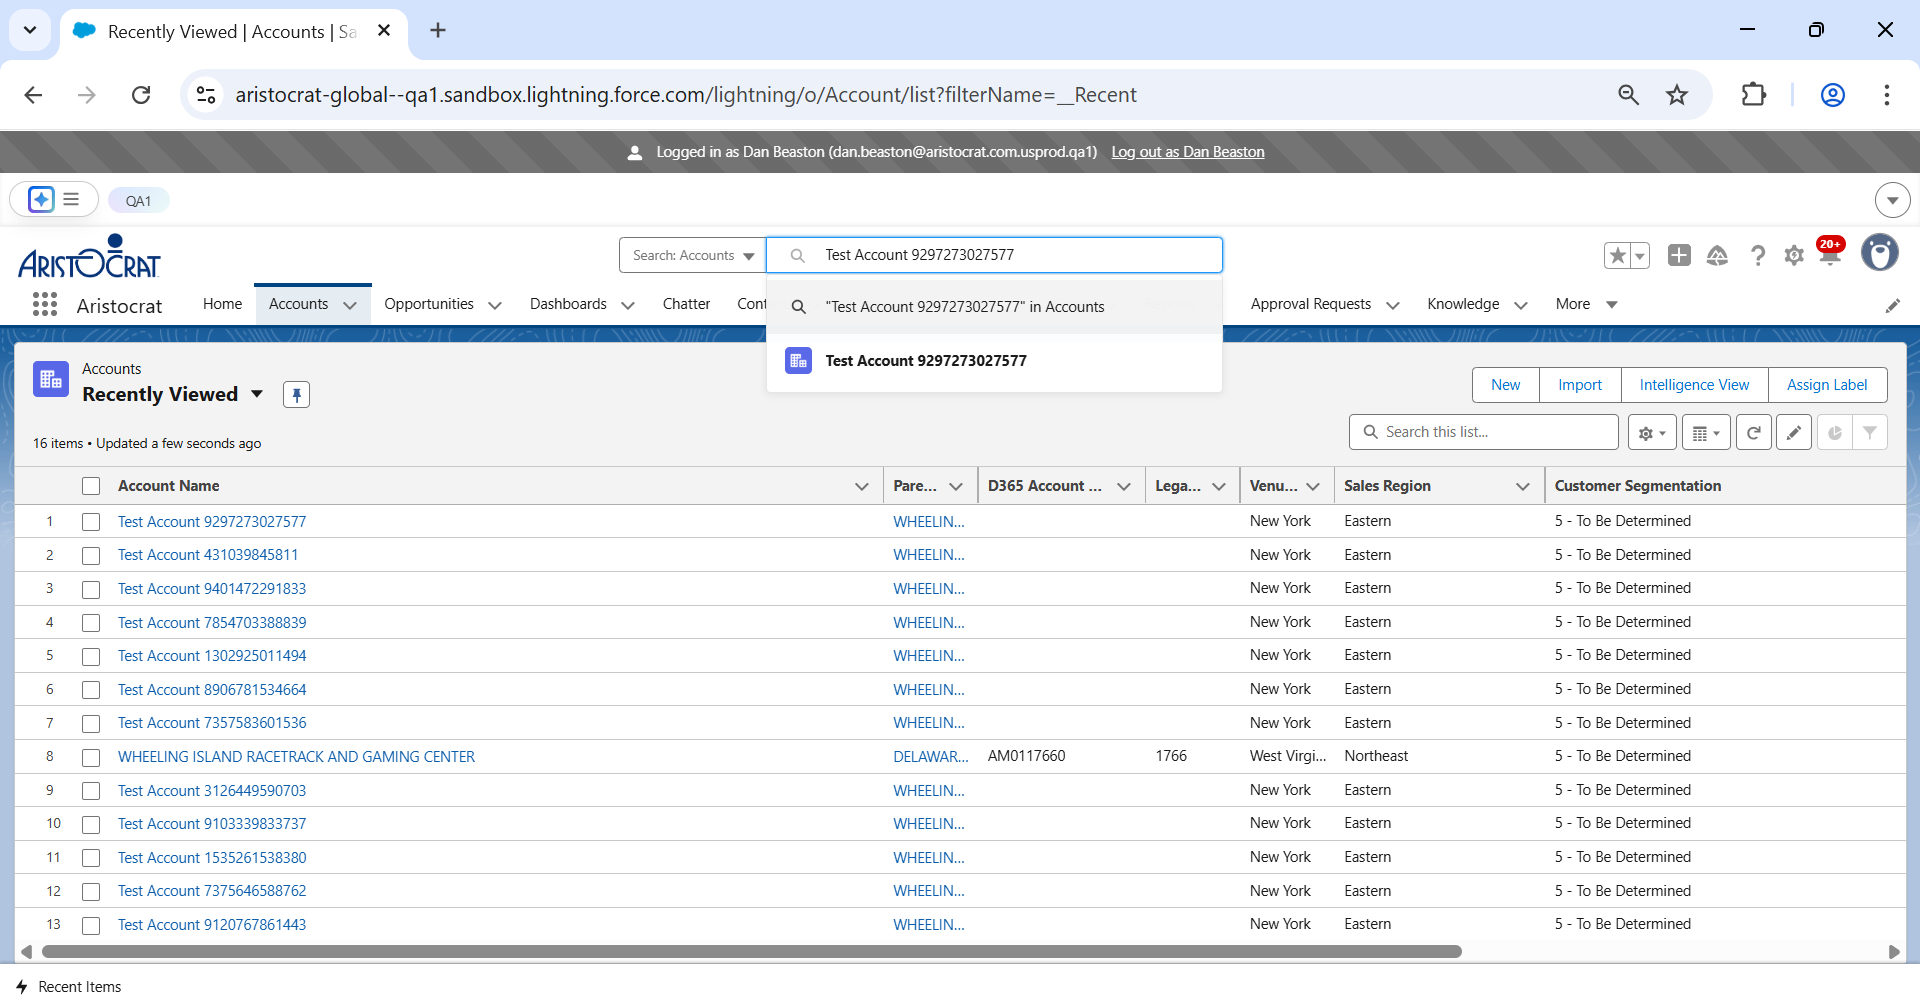 Recently Viewed | Accounts | Sa
aristocrat-global--qa1.sandbox.lightning.force.com/lightning/o/Account/list?filterName=__Recent
Logged in as Dan Beaston (dan.beaston@aristocrat.com.usprod.qa1) Log out as Dan Beaston
QA1
ARISTOCRAT
Search: Accounts
Test Account 9297273027577
20+
Aristocrat
Home
Accounts
Opportunities
Dashboards
Chatter
Cont
Approval Requests
Knowledge
More
"Test Account 9297273027577" in Accounts
Test Account 9297273027577
Accounts
Recently Viewed
New
Import
Intelligence View
Assign Label
16 items • Updated a few seconds ago
Search this list...
Account Name Pare... D365 Account ... Lega... Venu... Sales Region Customer Segmentation
1 Test Account 9297273027577 WHEELIN... New York Eastern 5 - To Be Determined
2 Test Account 431039845811 WHEELIN... New York Eastern 5 - To Be Determined
3 Test Account 9401472291833 WHEELIN... New York Eastern 5 - To Be Determined
4 Test Account 7854703388839 WHEELIN... New York Eastern 5 - To Be Determined
5 Test Account 1302925011494 WHEELIN... New York Eastern 5 - To Be Determined
6 Test Account 8906781534664 WHEELIN... New York Eastern 5 - To Be Determined
7 Test Account 7357583601536 WHEELIN... New York Eastern 5 - To Be Determined
8 WHEELING ISLAND RACETRACK AND GAMING CENTER DELAWAR... AM0117660 1766 West Virgi... Northeast 5 - To Be Determined
9 Test Account 3126449590703 WHEELIN... New York Eastern 5 - To Be Determined
10 Test Account 9103339833737 WHEELIN... New York Eastern 5 - To Be Determined
11 Test Account 1535261538380 WHEELIN... New York Eastern 5 - To Be Determined
12 Test Account 7375646588762 WHEELIN... New York Eastern 5 - To Be Determined
13 Test Account 9120767861443 WHEELIN... New York Eastern 5 - To Be Determined
Recent Items